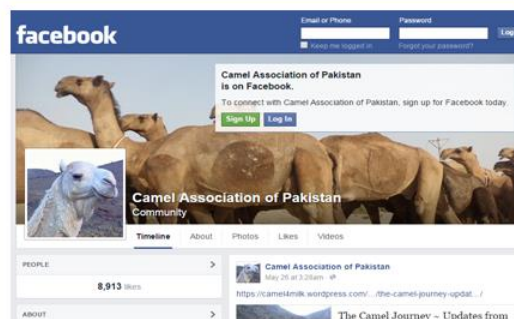 facebook
Email or Phone
Password
Log
Keep me logged in
Forgot your password?
Camel Association of Pakistan
is on Facebook.
To connect with Camel Association of Pakistan, sign up for Facebook today.
Sign Up
Log In
Camel Association of Pakistan
Community
Timeline About Photos Likes Videos
PEOPLE
8,913 likes
ABOUT
Camel Association of Pakistan
May 26 at 3:28am
https://camel4milk.wordpress.com/.../the-camel-journey-updat.../
The Camel Journey – Updates from